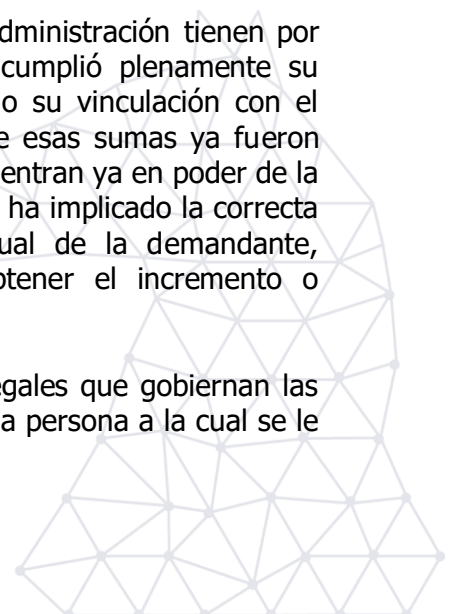 dministración tienen por
cumplió plenamente su
o su vinculación con el
e esas sumas ya fueron
entran ya en poder de la
ha implicado la correcta
ual de la demandante,
btener el incremento o
egales que gobiernan las
a persona a la cual se le